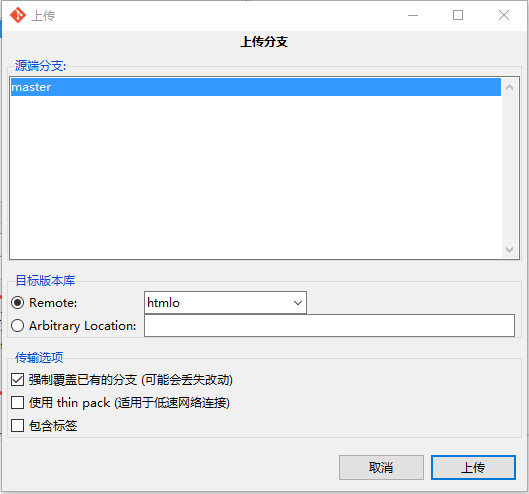 上传
上传分支
源端分支:
master
目标版本库
Remote:
htmlo
Arbitrary Location:
传输选项
强制覆盖已有的分支 (可能会丢失改动)
使用 thin pack (适用于低速网络连接)
包含标签
取消
上传